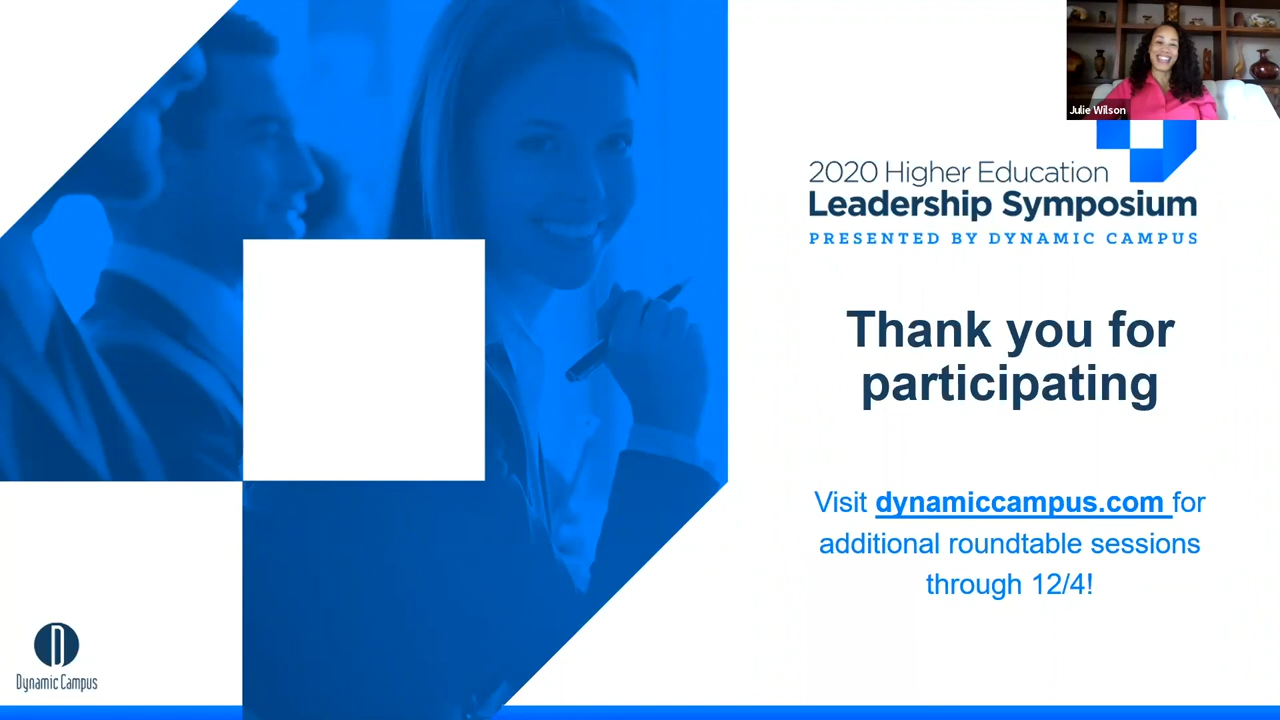 Julie Wilson
2020 Higher Education
Leadership Symposium
PRESENTED BY DYNAMIC CAMPUS
Thank you for
participating
Visit dynamiccampus.com for
additional roundtable sessions
through 12/4!
D
Dynamic Campus